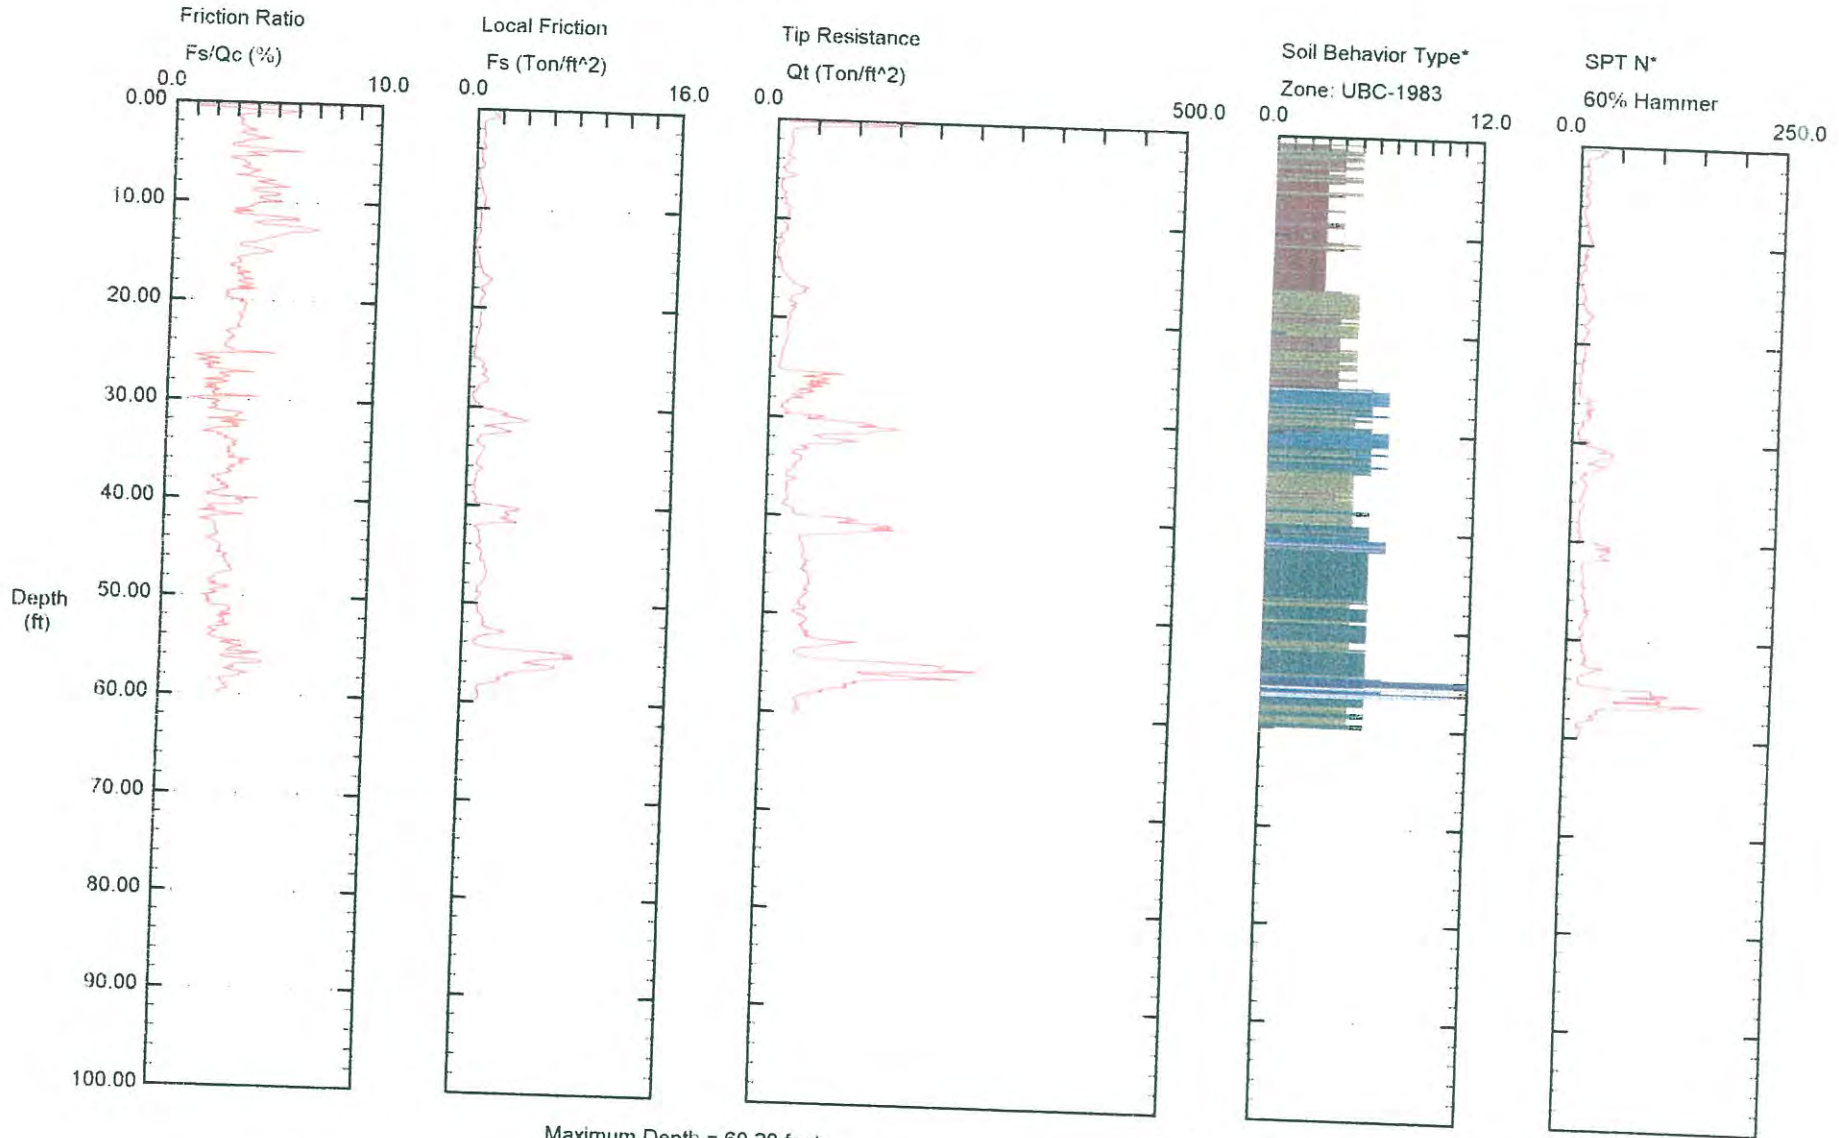 Friction Ratio
Fs/Qc (%)
0.0 10.0
Local Friction
Fs (Ton/ft^2)
0.0 16.0
Tip Resistance
Qt (Ton/ft^2)
0.0 500.0
Soil Behavior Type*
Zone: UBC-1983
0.0 12.0
SPT N*
60% Hammer
0.0 250.0
0.00
10.00
20.00
30.00
40.00
50.00
Depth
(ft)
60.00
70.00
80.00
90.00
100.00
Maximum Depth = 60.20 feet